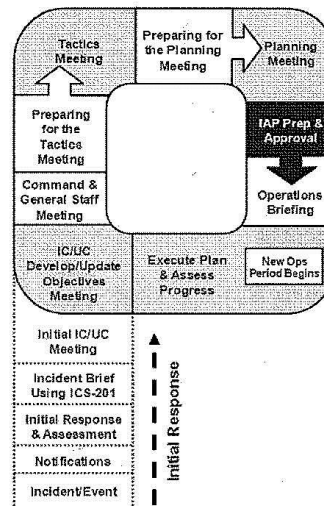 Tactics
Meeting
Preparing for
the Planning
Meeting
Planning
Meeting
Preparing
for the
Tactics
Meeting
IAP Prep &
Approval
Command &
General Staff
Meeting
Operations
Briefing
IC/UC
Develop/Update
Objectives
Meeting
Execute Plan
& Assess
Progress
New Ops
Period Begins
Initial IC/UC
Meeting
Incident Brief
Using ICS-201
Initial Response
& Assessment
Notifications
Incident/Event
Initial Response